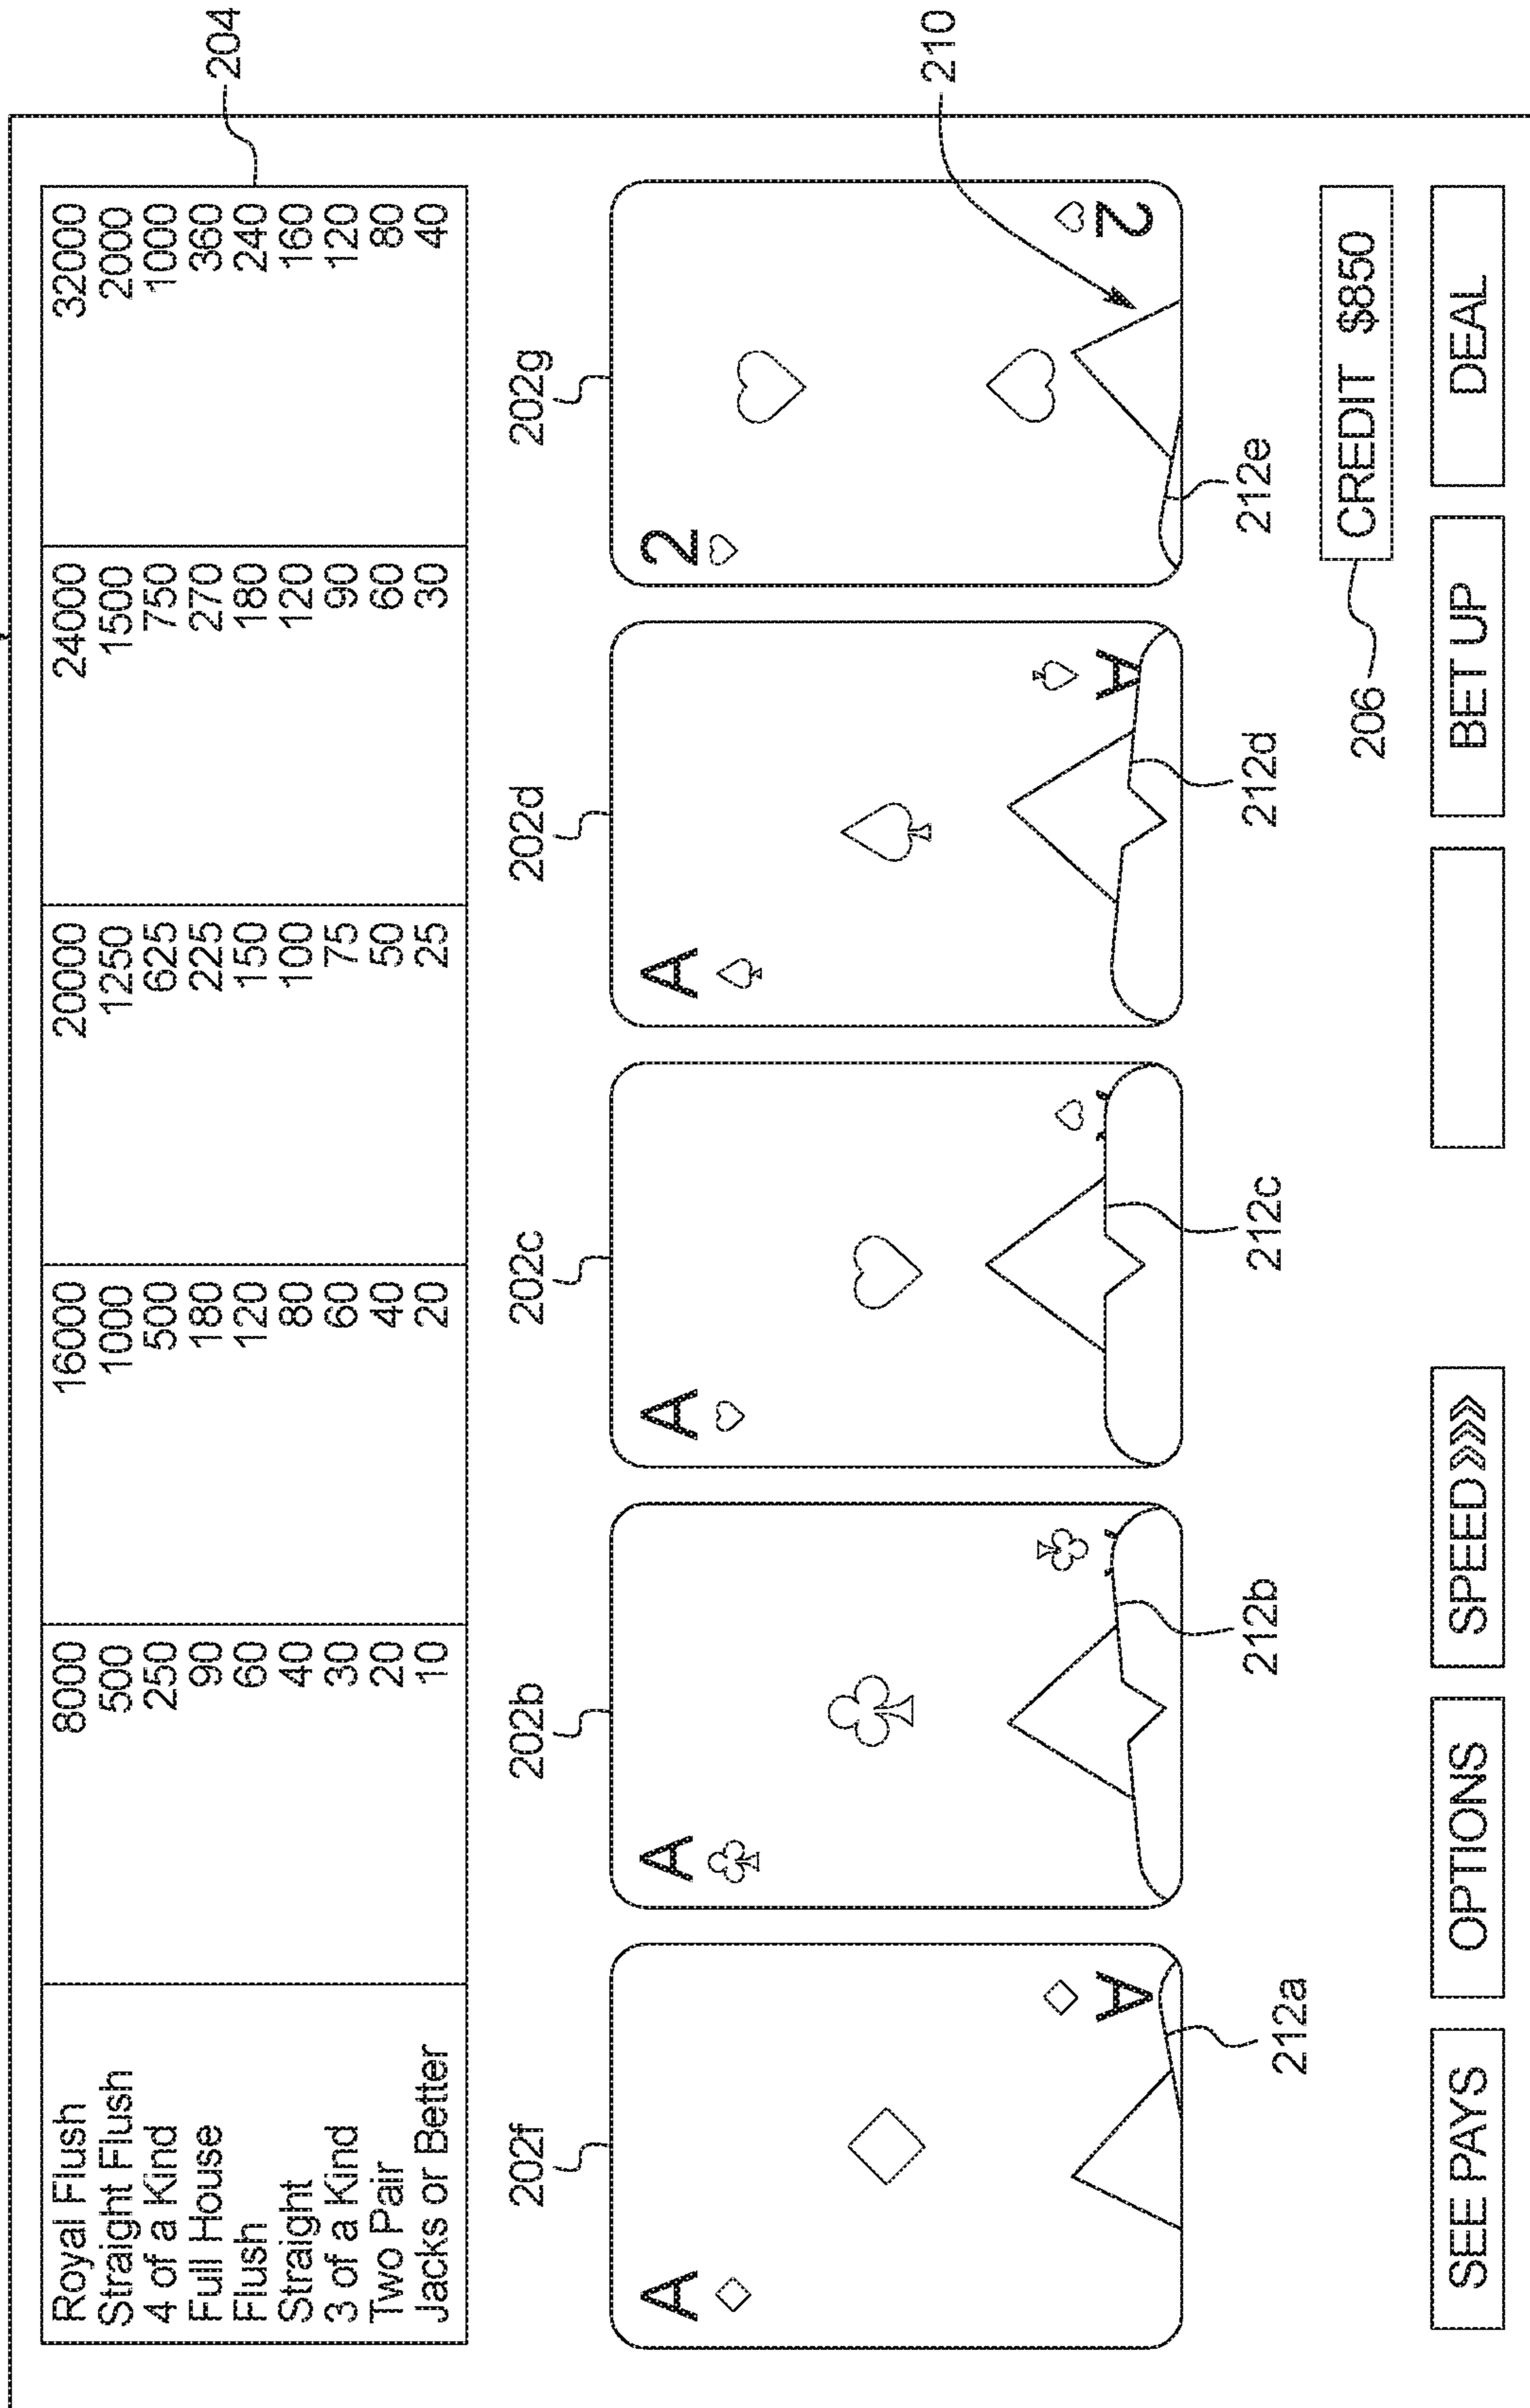 Royal Flush 8000 16000 20000 24000 32000
Straight Flush 500 1000 1250 1500 2000
4 of a Kind 250 500 625 750 1000
Full House 90 180 225 270 360
Flush 60 120 150 180 240
Straight 40 80 100 120 160
3 of a Kind 30 60 75 90 120
Two Pair 20 40 50 60 80
Jacks or Better 10 20 25 30 40
204
202f 202b 202c 202d 202g
A A A A 2
210
A A 2
212a 212b 212c 212d 212e
206 CREDIT $850
SEE PAYS OPTIONS SPEED »»» BET UP DEAL